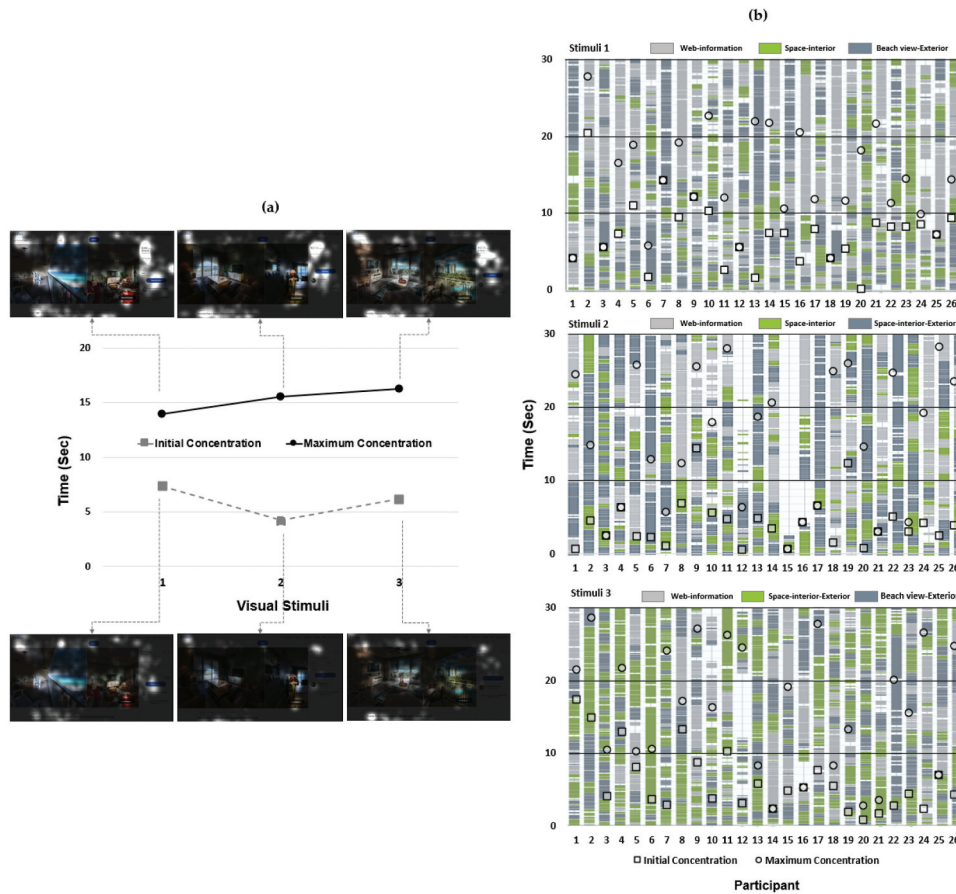 (a)
20
15
10
5
0
Time (Sec)
Initial Concentration
Maximum Concentration
1 2 3
Visual Stimuli
(b)
Stimuli 1
Web-information
Space-interior
Beach view-Exterior
30
20
10
0
1 2 3 4 5 6 7 8 9 10 11 12 13 14 15 16 17 18 19 20 21 22 23 24 25 26
Stimuli 2
Web-information
Space-interior
Space-interior-Exterior
30
20
10
0
Time (Sec)
1 2 3 4 5 6 7 8 9 10 11 12 13 14 15 16 17 18 19 20 21 22 23 24 25 26
Stimuli 3
Web-information
Space-interior-Exterior
Beach view-Exterior
30
20
10
0
1 2 3 4 5 6 7 8 9 10 11 12 13 14 15 16 17 18 19 20 21 22 23 24 25 26
Initial Concentration
Maximum Concentration
Participant